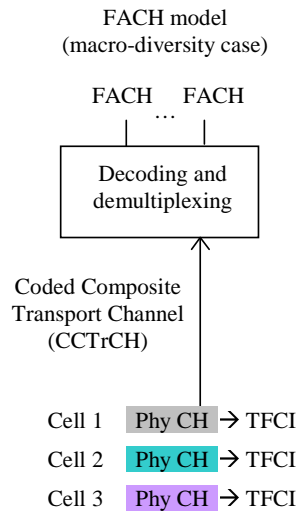 FACH model
(macro-diversity case)
FACH FACH
...
Decoding and
demultiplexing
Coded Composite
Transport Channel
(CCTrCH)
Cell 1 Phy CH → TFCI
Cell 2 Phy CH → TFCI
Cell 3 Phy CH → TFCI